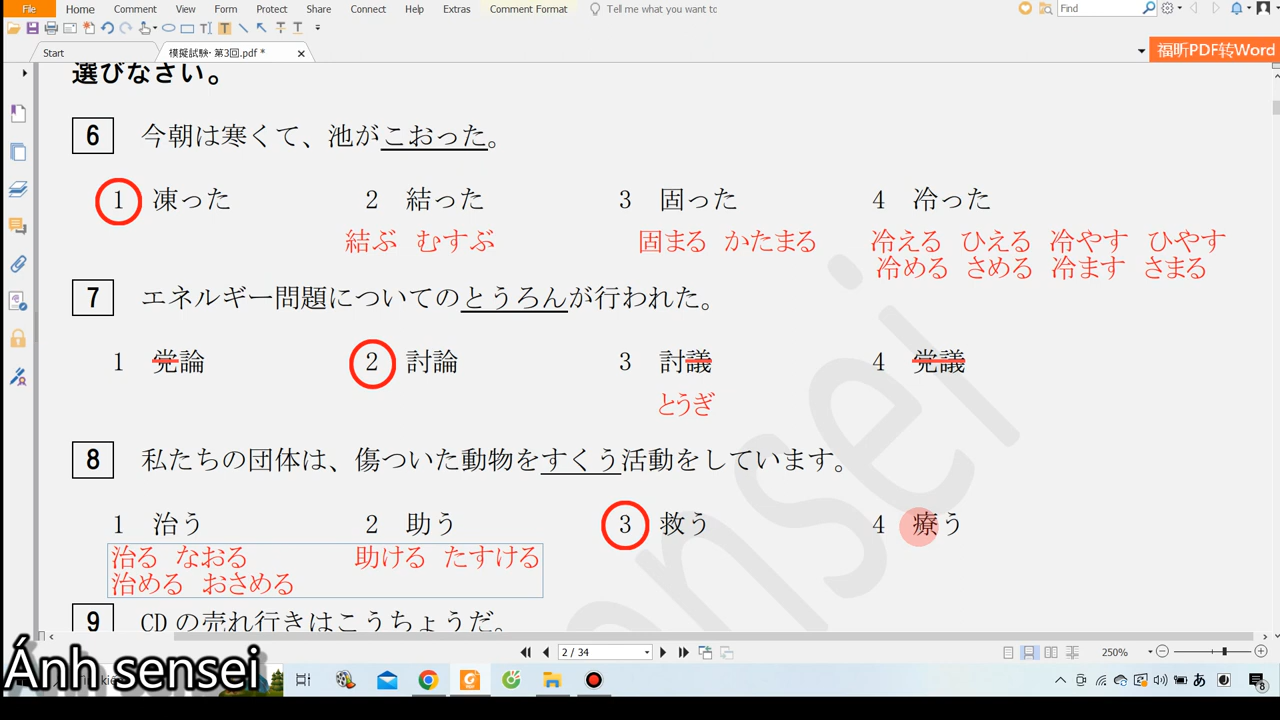 File Home Comment View Form Protect Share Connect Help Extras Comment Format Tell me what you want to Find
Start 模擬試験- 第3回.pdf * 福昕PDF转Word
選びなさい。
6 今朝は寒くて、池がこおった。
1 凍った 2 結った 3 固った 4 冷った
結ぶ むすぶ 固まる かたまる 冷える ひえる 冷やす ひやす
冷める さめる 冷ます さまる
7 エネルギー問題についてのとうろんが行われた。
1 党論 2 討論 3 討議 4 党議
とうぎ
8 私たちの団体は、傷ついた動物をすくう活動をしています。
1 治う 2 助う 3 救う 4 療う
治る なおる 助ける たすける
治める おさめる
9 CDの売れ行きはこうちょうだ。
2 / 34 250%
Ánh sensei
あ 8